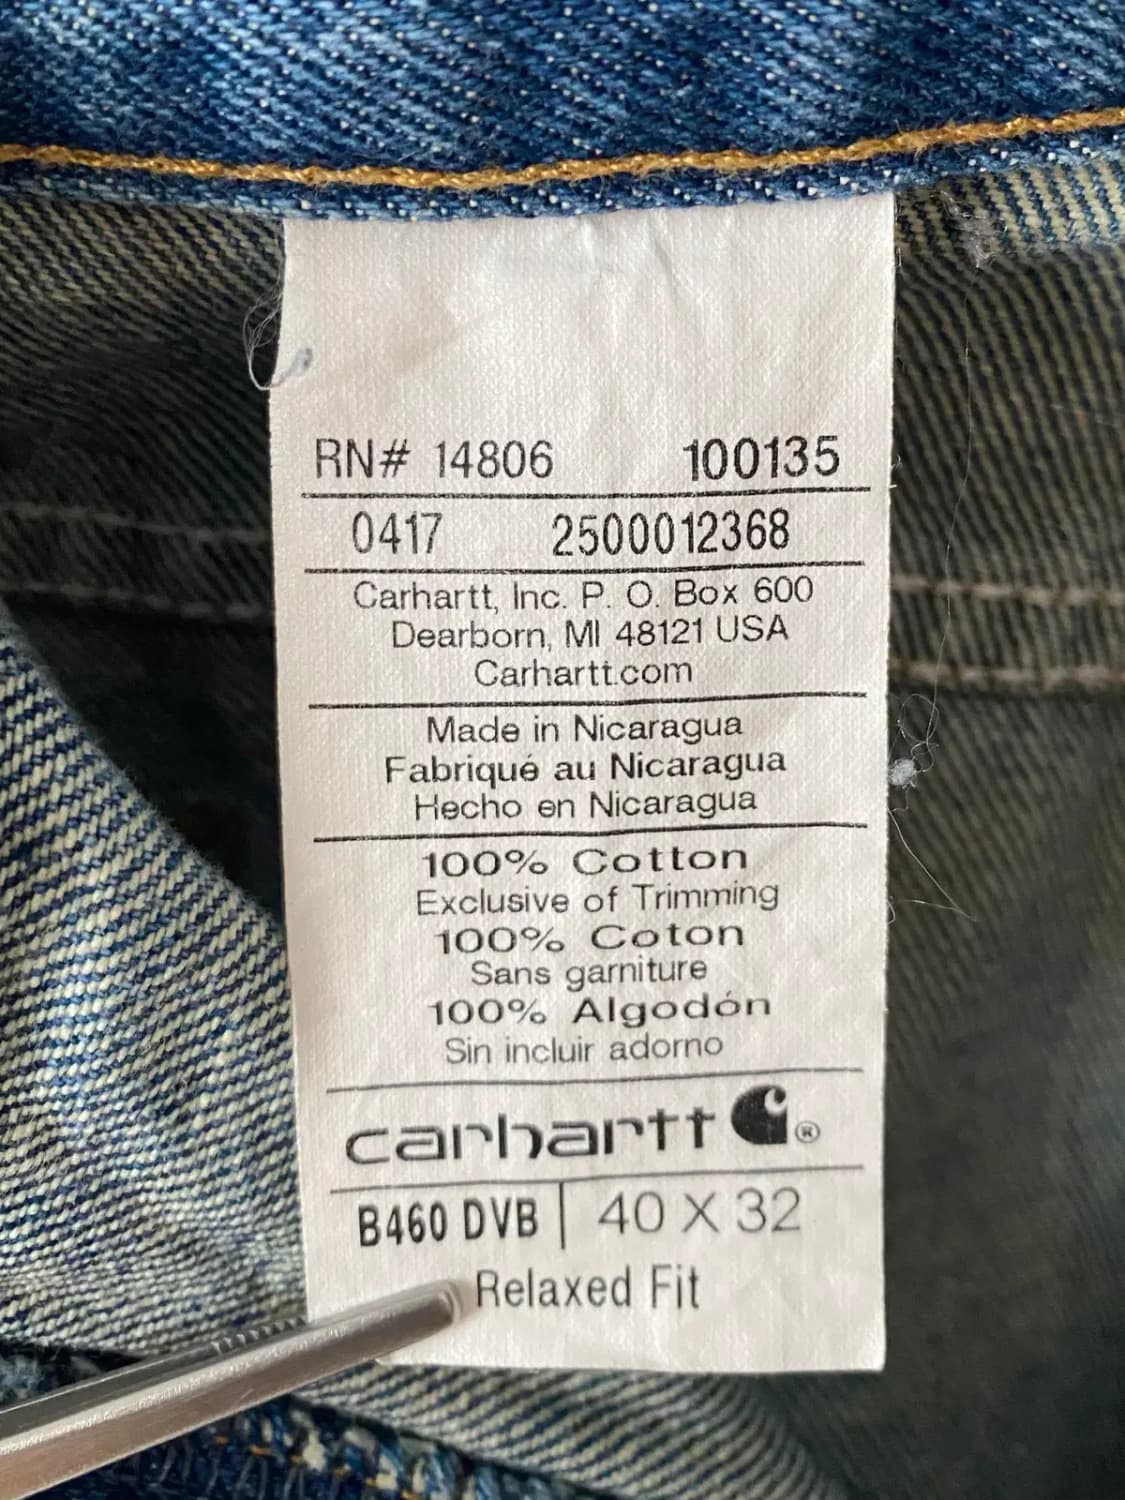 RN# 14806 100135
0417 2500012368
Carhartt, Inc. P. O. Box 600
Dearborn, MI 48121 USA
Carhartt.com
Made in Nicaragua
Fabriqué au Nicaragua
Hecho en Nicaragua
100% Cotton
Exclusive of Trimming
100% Coton
Sans garniture
100% Algodón
Sin incluir adorno
carhartt ®
B460 DVB | 40 X 32
Relaxed Fit